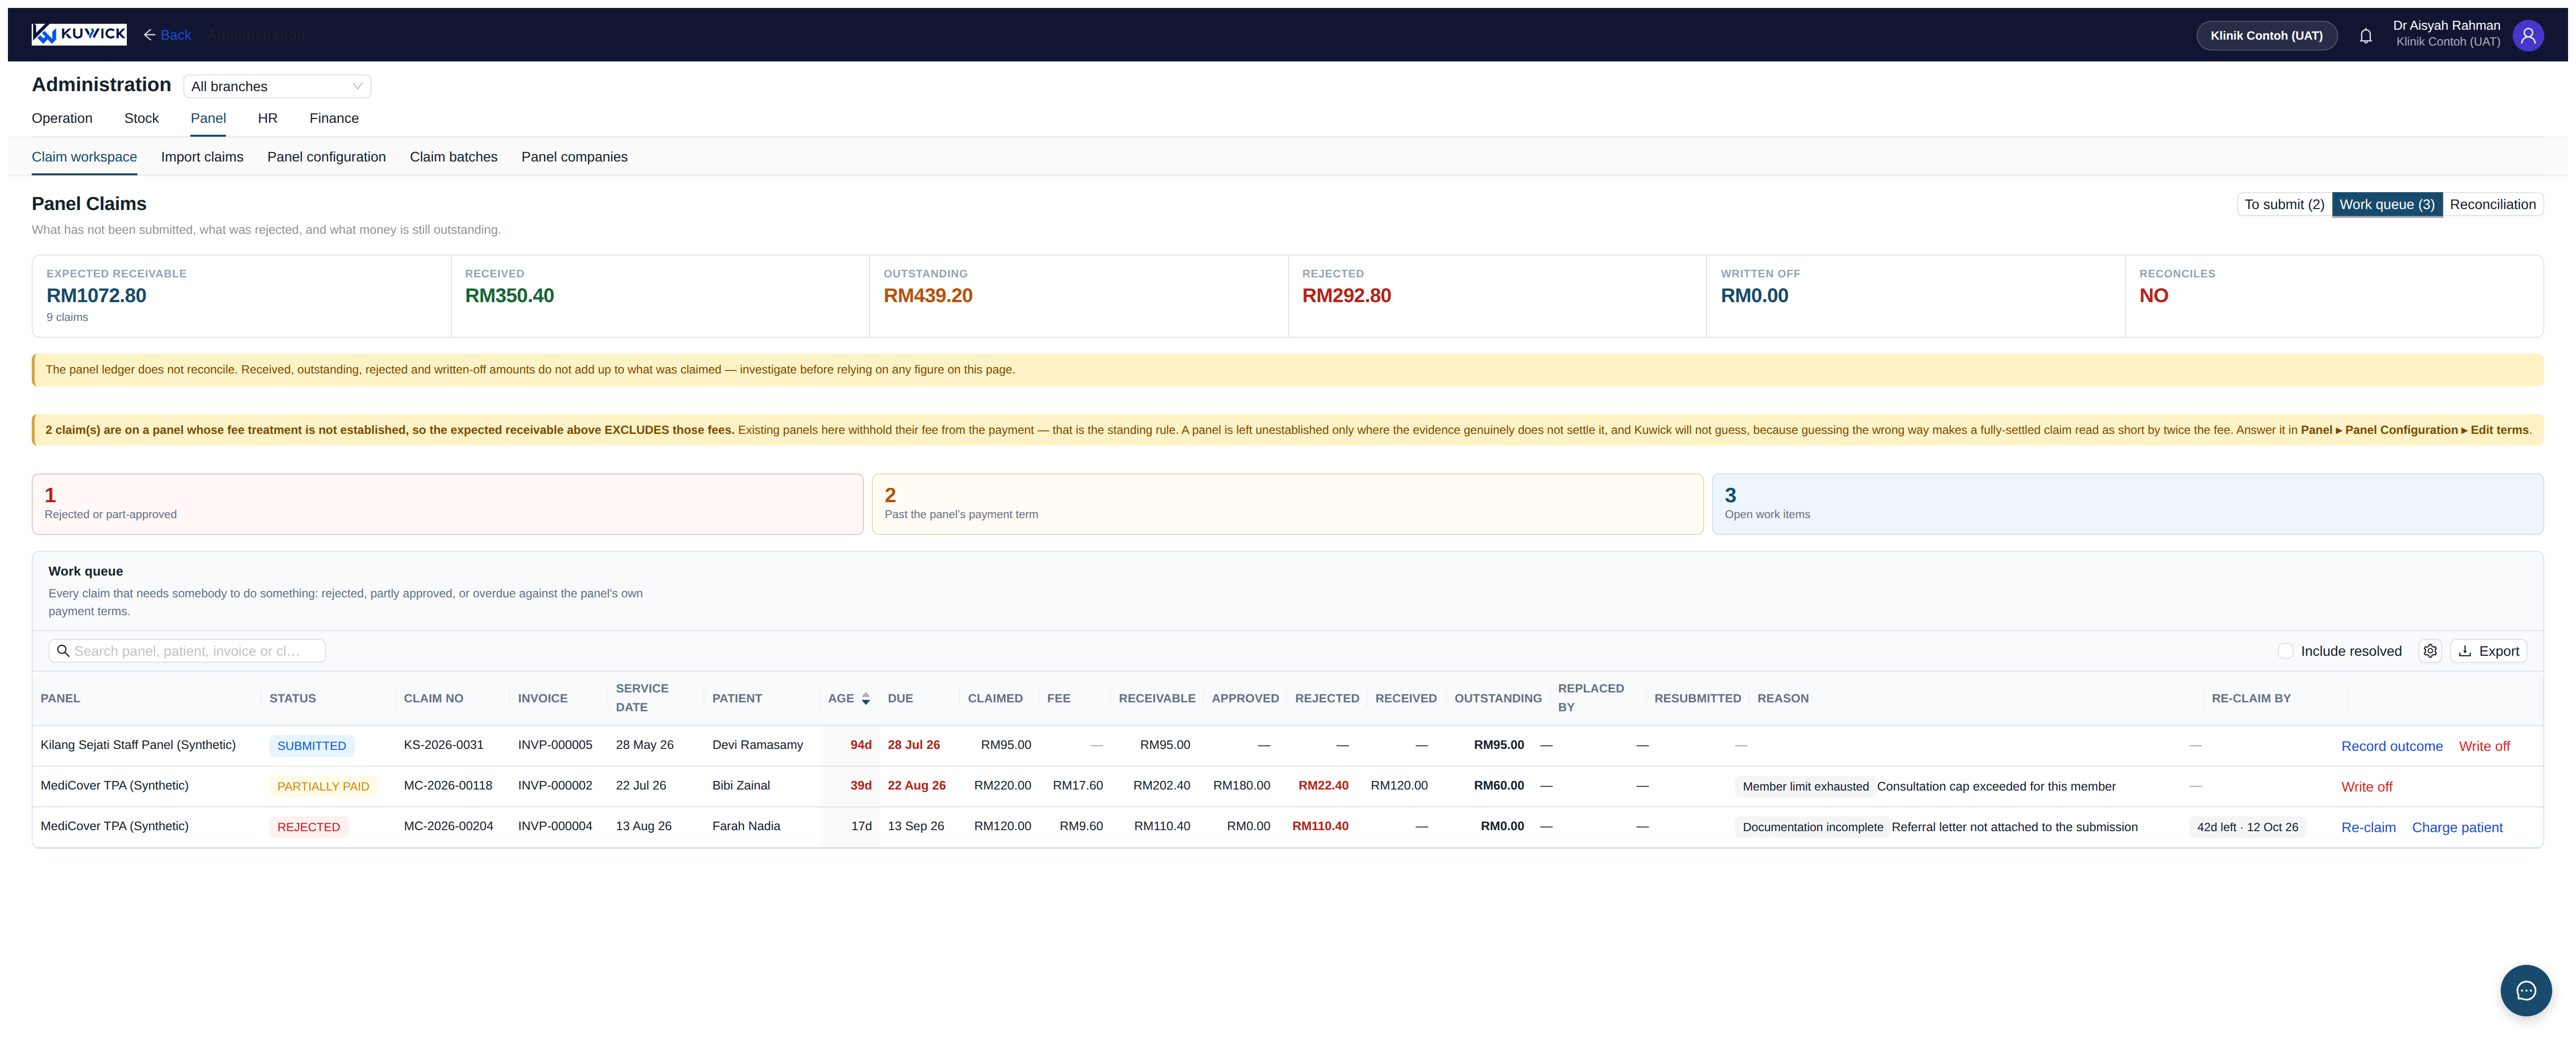 KUWICK
Back Administration
Klinik Contoh (UAT)
Dr Aisyah Rahman
Klinik Contoh (UAT)
Administration
All branches
Operation Stock Panel HR Finance
Claim workspace Import claims Panel configuration Claim batches Panel companies
Panel Claims
To submit (2) Work queue (3) Reconciliation
What has not been submitted, what was rejected, and what money is still outstanding.
EXPECTED RECEIVABLE RECEIVED OUTSTANDING REJECTED WRITTEN OFF RECONCILES
RM1072.80 RM350.40 RM439.20 RM292.80 RM0.00 NO
9 claims
The panel ledger does not reconcile. Received, outstanding, rejected and written-off amounts do not add up to what was claimed — investigate before relying on any figure on this page.
2 claim(s) are on a panel whose fee treatment is not established, so the expected receivable above EXCLUDES those fees. Existing panels here withhold their fee from the payment — that is the standing rule. A panel is left unestablished only where the evidence genuinely does not settle it, and Kuwick will not guess, because guessing the wrong way makes a fully-settled claim read as short by twice the fee. Answer it in Panel ▸ Panel Configuration ▸ Edit terms.
1 2 3
Rejected or part-approved Past the panel's payment term Open work items
Work queue
Every claim that needs somebody to do something: rejected, partly approved, or overdue against the panel's own
payment terms.
Search panel, patient, invoice or cl…
Include resolved Export
PANEL STATUS CLAIM NO INVOICE SERVICE DATE PATIENT AGE DUE CLAIMED FEE RECEIVABLE APPROVED REJECTED RECEIVED OUTSTANDING REPLACED BY RESUBMITTED REASON RE-CLAIM BY
Kilang Sejati Staff Panel (Synthetic) SUBMITTED KS-2026-0031 INVP-000005 28 May 26 Devi Ramasamy 94d 28 Jul 26 RM95.00 — RM95.00 — — — RM95.00 — — — — Record outcome Write off
MediCover TPA (Synthetic) PARTIALLY PAID MC-2026-00118 INVP-000002 22 Jul 26 Bibi Zainal 39d 22 Aug 26 RM220.00 RM17.60 RM202.40 RM180.00 RM22.40 RM120.00 RM60.00 — — Member limit exhausted Consultation cap exceeded for this member — Write off
MediCover TPA (Synthetic) REJECTED MC-2026-00204 INVP-000004 13 Aug 26 Farah Nadia 17d 13 Sep 26 RM120.00 RM9.60 RM110.40 RM0.00 RM110.40 — RM0.00 — — Documentation incomplete Referral letter not attached to the submission 42d left · 12 Oct 26 Re-claim Charge patient